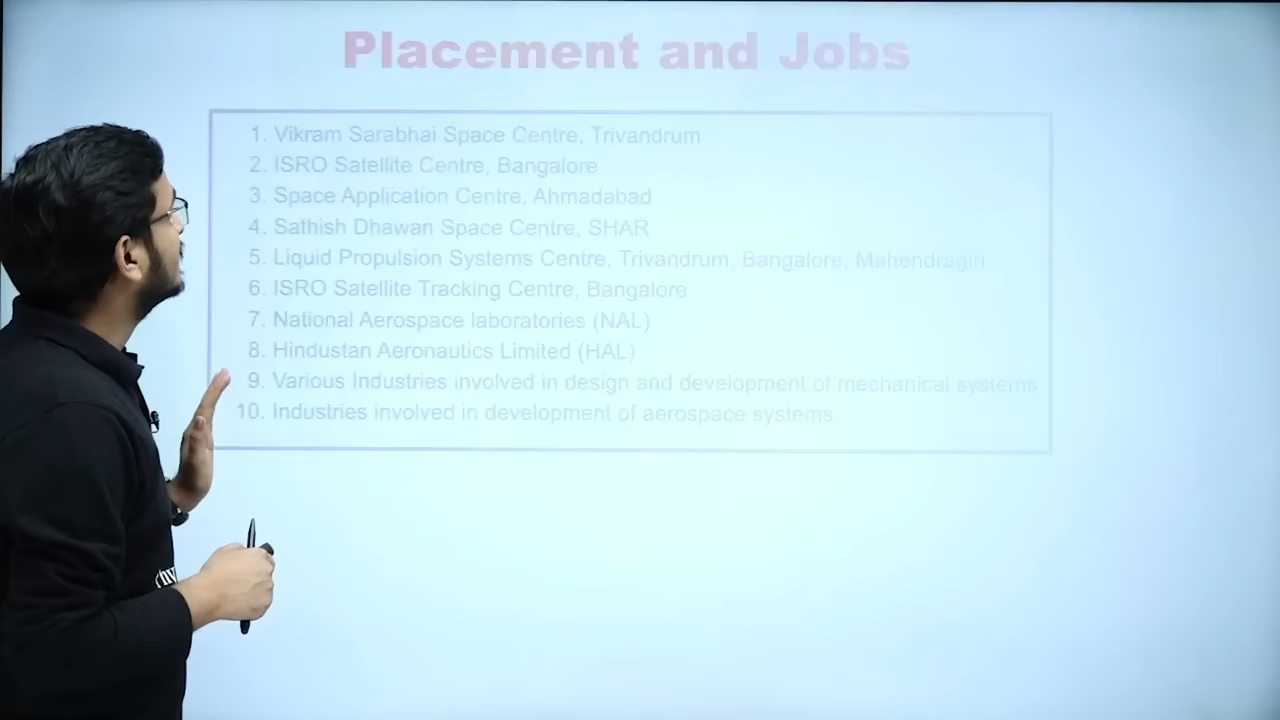 Placement and Jobs
1. Vikram Sarabhai Space Centre, Trivandrum
2. ISRO Satellite Centre, Bangalore
3. Space Application Centre, Ahmadabad
4. Sathish Dhawan Space Centre, SHAR
5. Liquid Propulsion Systems Centre, Trivandrum, Bangalore, Mahendragiri
6. ISRO Satellite Tracking Centre, Bangalore
7. National Aerospace laboratories (NAL)
8. Hindustan Aeronautics Limited (HAL)
9. Various Industries involved in design and development of mechanical systems
10. Industries involved in development of aerospace systems.